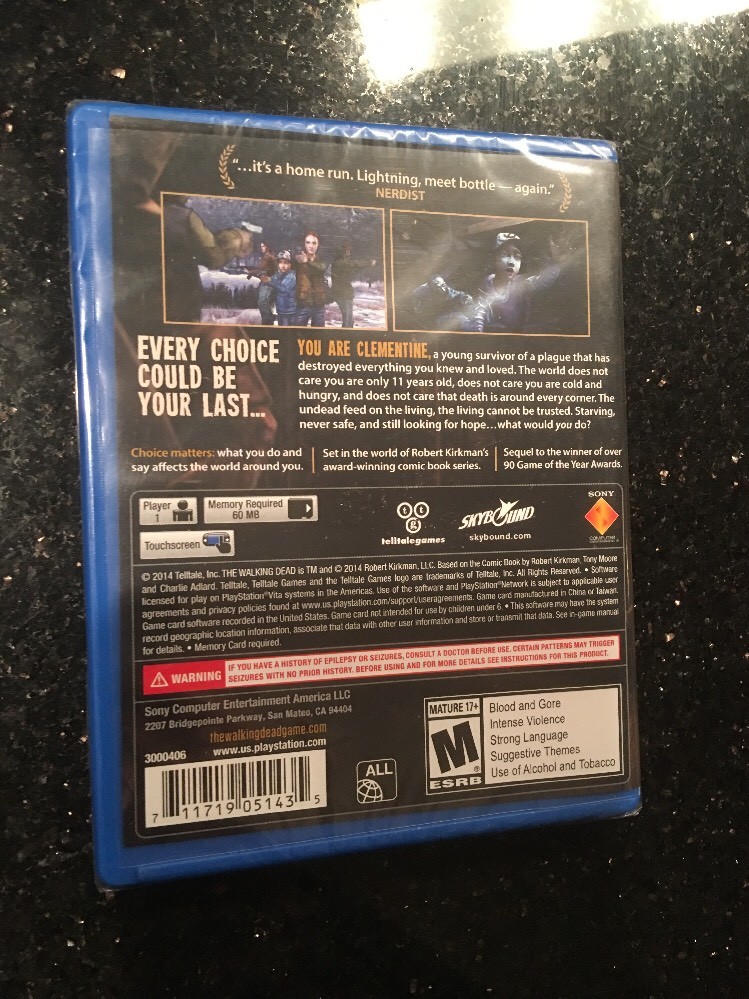 “...it's a home run. Lightning, meet bottle — again.”
NERDIST
EVERY CHOICE
COULD BE
YOUR LAST...
YOU ARE CLEMENTINE, a young survivor of a plague that has
destroyed everything you knew and loved. The world does not
care you are only 11 years old, does not care you are cold and
hungry, and does not care that death is around every corner. The
undead feed on the living, the living cannot be trusted. Starving,
never safe, and still looking for hope...what would you do?
Choice matters: what you do and
say affects the world around you.
Set in the world of Robert Kirkman's
award-winning comic book series.
Sequel to the winner of over
90 Game of the Year Awards.
Player
1
Memory Required
60 MB
Touchscreen
ttg
telltalegames
SKYBOUND
skybound.com
SONY
COMPUTER
© 2014 Telltale, Inc. THE WALKING DEAD is TM and © 2014 Robert Kirkman, LLC. Based on the Comic Book by Robert Kirkman, Tony Moore
and Charlie Adlard. Telltale, Telltale Games and the Telltale Games logo are trademarks of Telltale, Inc. All Rights Reserved. • Software
licensed for play on PlayStation®Vita systems in the Americas. Use of the software and PlayStation®Network is subject to applicable user
agreements and privacy policies found at www.us.playstation.com/support/useragreements. Game card manufactured in China or Taiwan.
Game card software recorded in the United States. Game card not intended for use by children under 6. • This software may have the system
record geographic location information, associate that data with other user information and store or transmit that data. See in-game manual
for details. • Memory Card required.
WARNING
IF YOU HAVE A HISTORY OF EPILEPSY OR SEIZURES, CONSULT A DOCTOR BEFORE USE. CERTAIN PATTERNS MAY TRIGGER
SEIZURES WITH NO PRIOR HISTORY. BEFORE USING AND FOR MORE DETAILS SEE INSTRUCTIONS FOR THIS PRODUCT.
Sony Computer Entertainment America LLC
2207 Bridgepointe Parkway, San Mateo, CA 94404
thewalkingdeadgame.com
www.us.playstation.com
3000406
7 11719 05143 5
ALL
MATURE 17+
M
®
ESRB
Blood and Gore
Intense Violence
Strong Language
Suggestive Themes
Use of Alcohol and Tobacco